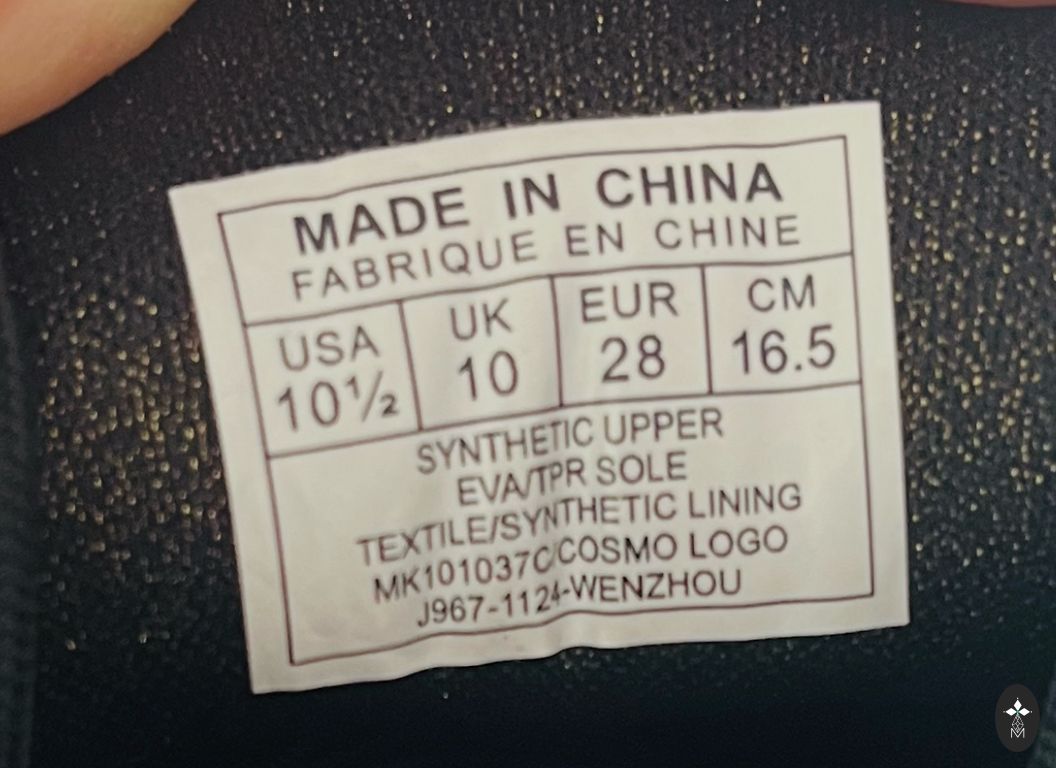 MADE IN CHINA
FABRIQUE EN CHINE
USA UK EUR CM
10½ 10 28 16.5
SYNTHETIC UPPER
EVA/TPR SOLE
TEXTILE/SYNTHETIC LINING
MK101037C/COSMO LOGO
J967-1124-WENZHOU
M